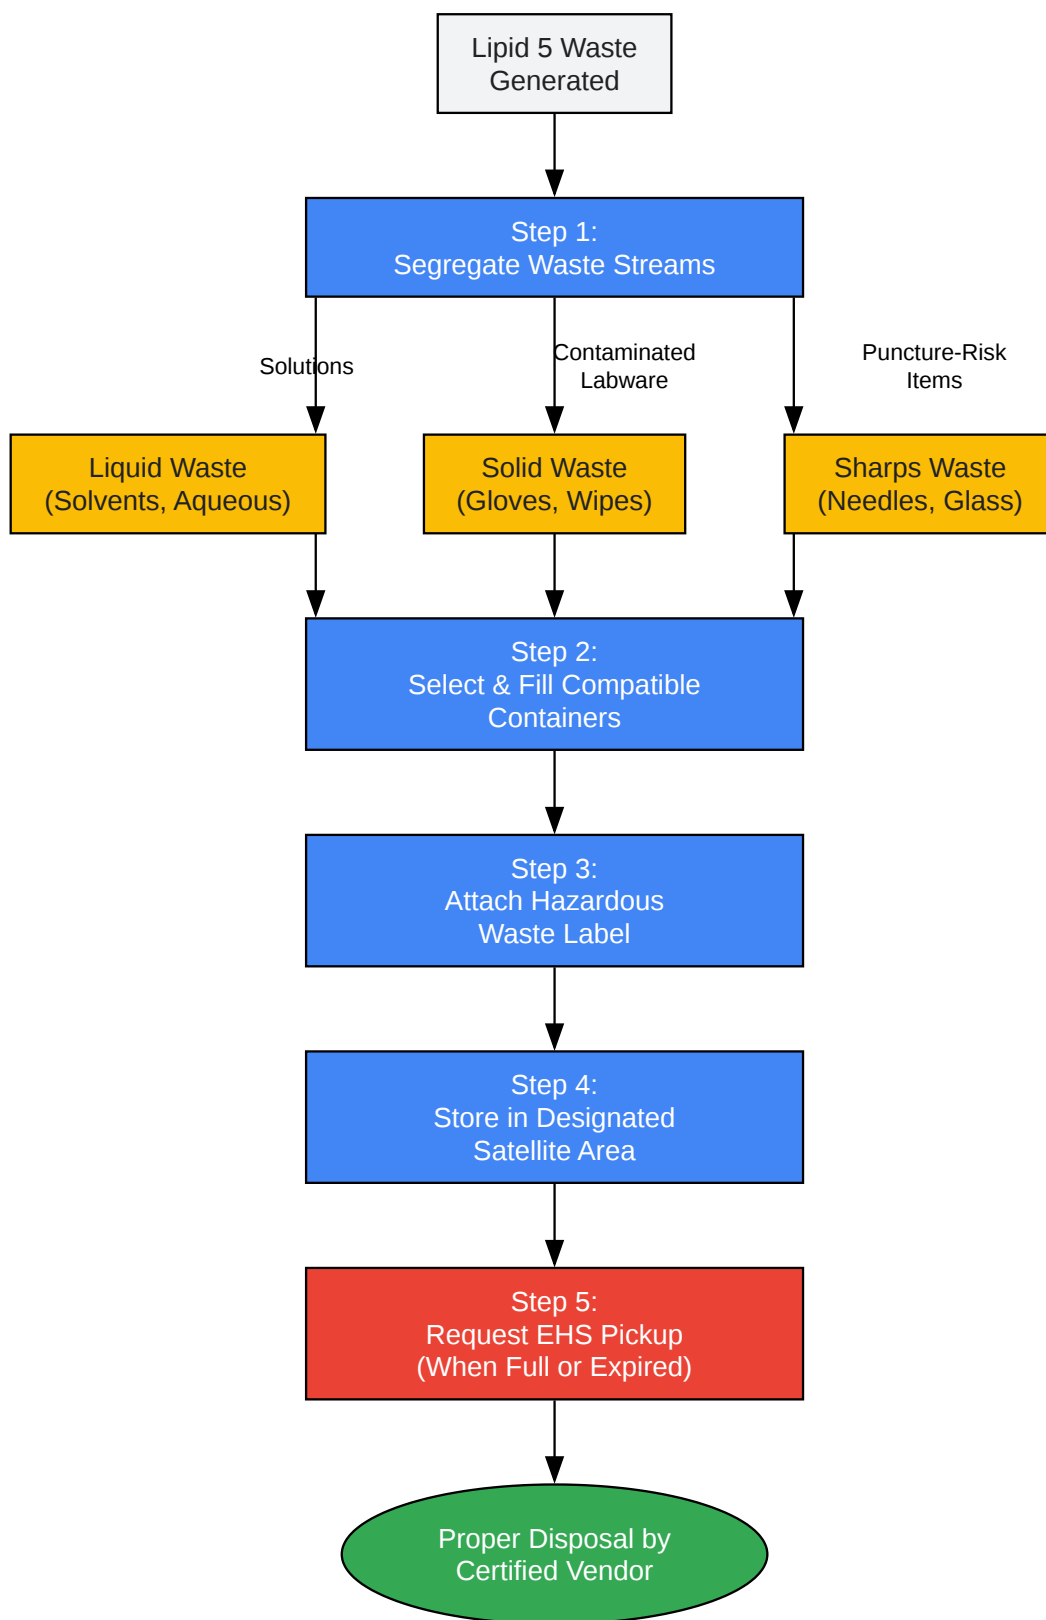 Lipid 5 Waste
Generated
Step 1:
Segregate Waste Streams
Solutions
Contaminated
Labware
Puncture-Risk
Items
Liquid Waste
(Solvents, Aqueous)
Solid Waste
(Gloves, Wipes)
Sharps Waste
(Needles, Glass)
Step 2:
Select & Fill Compatible
Containers
Step 3:
Attach Hazardous
Waste Label
Step 4:
Store in Designated
Satellite Area
Step 5:
Request EHS Pickup
(When Full or Expired)
Proper Disposal by
Certified Vendor